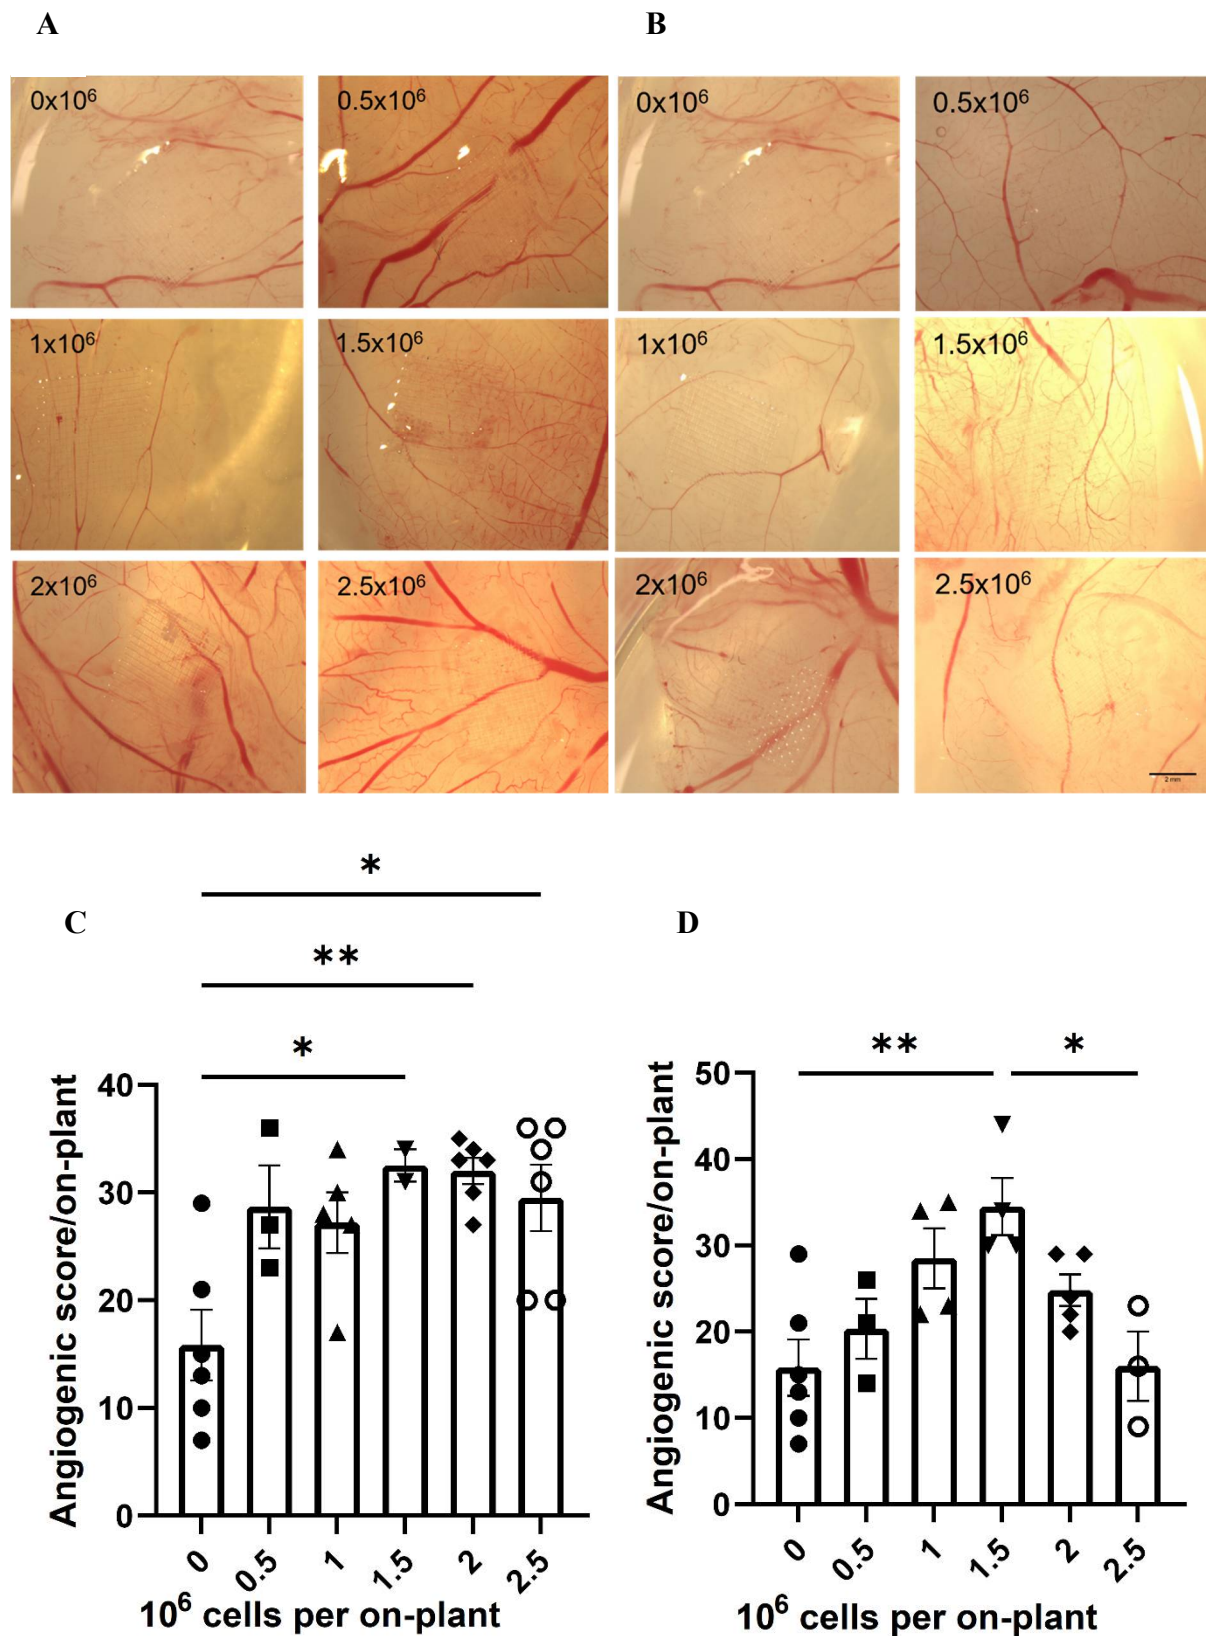 A B
0x10⁶ 0.5x10⁶ 0x10⁶ 0.5x10⁶
1x10⁶ 1.5x10⁶ 1x10⁶ 1.5x10⁶
2x10⁶ 2.5x10⁶ 2x10⁶ 2.5x10⁶
2 mm
C
*
**
*
Angiogenic score/on-plant
40
30
20
10
0
0 0.5 1 1.5 2 2.5
10⁶ cells per on-plant
D
** *
Angiogenic score/on-plant
50
40
30
20
10
0
0 0.5 1 1.5 2 2.5
10⁶ cells per on-plant